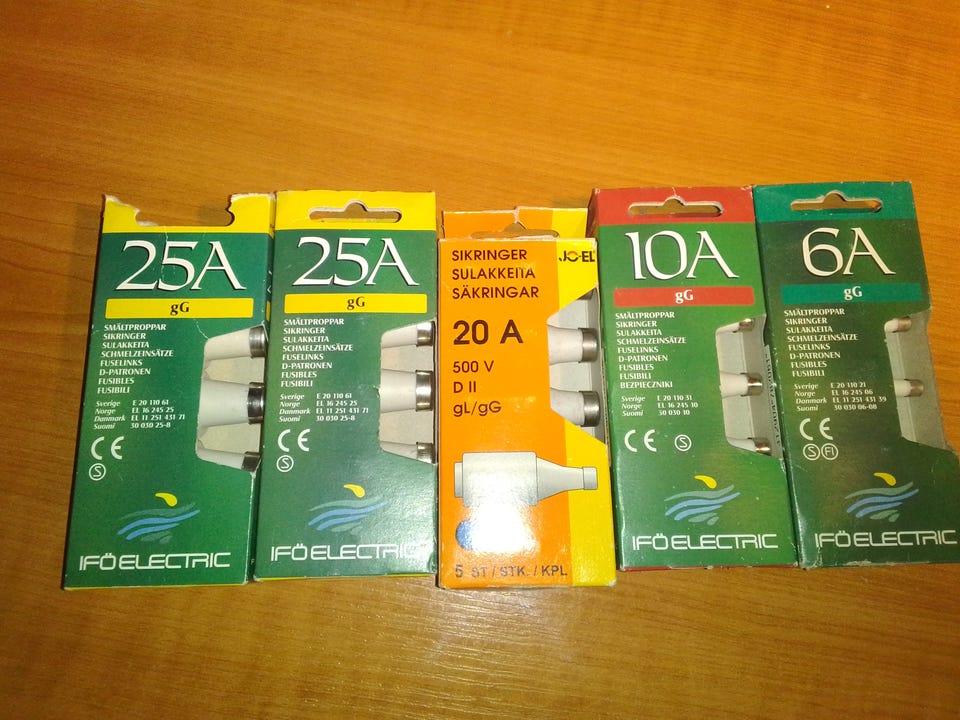 25A
gG
SMÄLTPROPPAR
SIKRINGER
SULAKKEITA
SCHMELZEINSÄTZE
FUSELINKS
D-PATRONEN
FUSIBLES
FUSIBILI
Sverige E 20 110 61
Norge EL 16 245 25
Danmark EL 11 251 431 71
Suomi 30 030 25-8
CE
S
IFÖ ELECTRIC
25A
gG
SMÄLTPROPPAR
SIKRINGER
SULAKKEITA
SCHMELZEINSÄTZE
FUSELINKS
D-PATRONEN
FUSIBLES
FUSIBILI
Sverige E 20 110 61
Norge EL 16 245 25
Danmark EL 11 251 431 71
Suomi 30 030 25-8
CE
S
IFÖ ELECTRIC
SIKRINGER
SULAKKEITA
SÄKRINGAR
JO-EL
20 A
500 V
D II
gL/gG
5 ST / STK. / KPL
10A
gG
SMÄLTPROPPAR
SIKRINGER
SULAKKEITA
SCHMELZEINSÄTZE
FUSELINKS
D-PATRONEN
FUSIBLES
FUSIBILI
BEZPIECZNIKI
Sverige E 20 110 31
Norge EL 16 245 10
Suomi 30 030 10
CE
S
IFÖ ELECTRIC
6A
gG
SMÄLTPROPPAR
SIKRINGER
SULAKKEITA
SCHMELZEINSÄTZE
FUSELINKS
D-PATRONEN
FUSIBLES
FUSIBILI
Sverige E 20 110 21
Norge EL 16 245 06
Danmark EL 11 251 431 39
Suomi 30 030 06-08
CE
S FI
IFÖ ELECTRIC